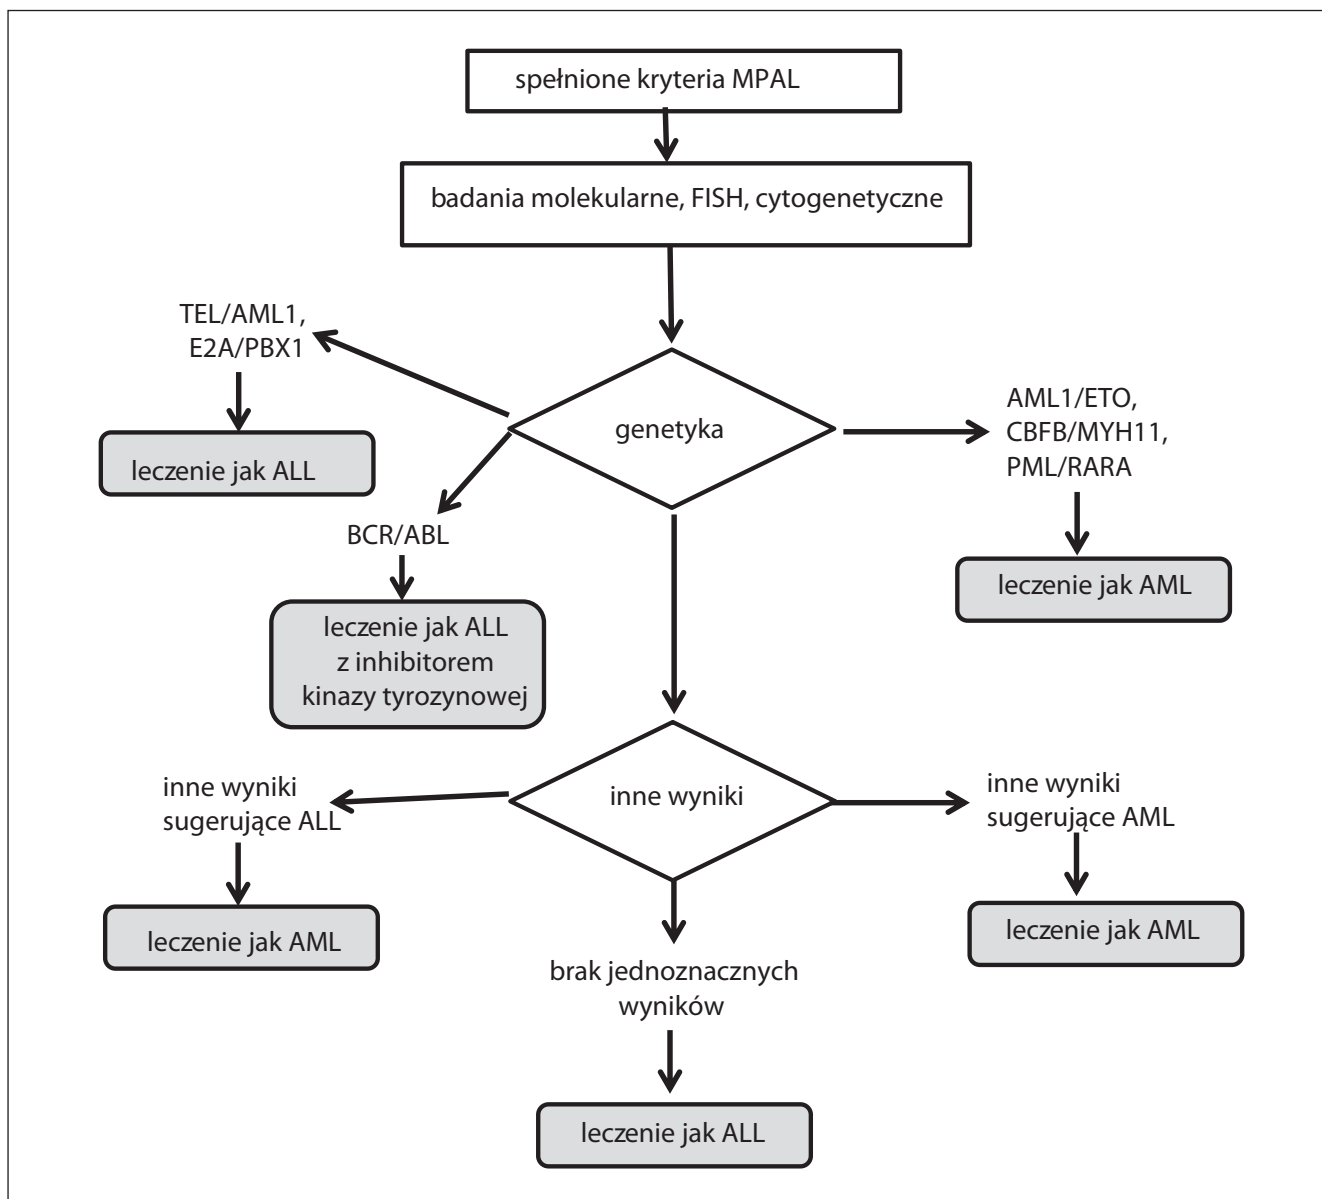 spełnione kryteria MPAL
badania molekularne, FISH, cytogenetyczne
TEL/AML1,
E2A/PBX1
leczenie jak ALL
genetyka
AML1/ETO,
CBFB/MYH11,
PML/RARA
leczenie jak AML
BCR/ABL
leczenie jak ALL
z inhibitorem
kinazy tyrozynowej
inne wyniki
sugerujące ALL
leczenie jak AML
inne wyniki
inne wyniki
sugerujące AML
leczenie jak AML
brak jednoznacznych
wyników
leczenie jak ALL